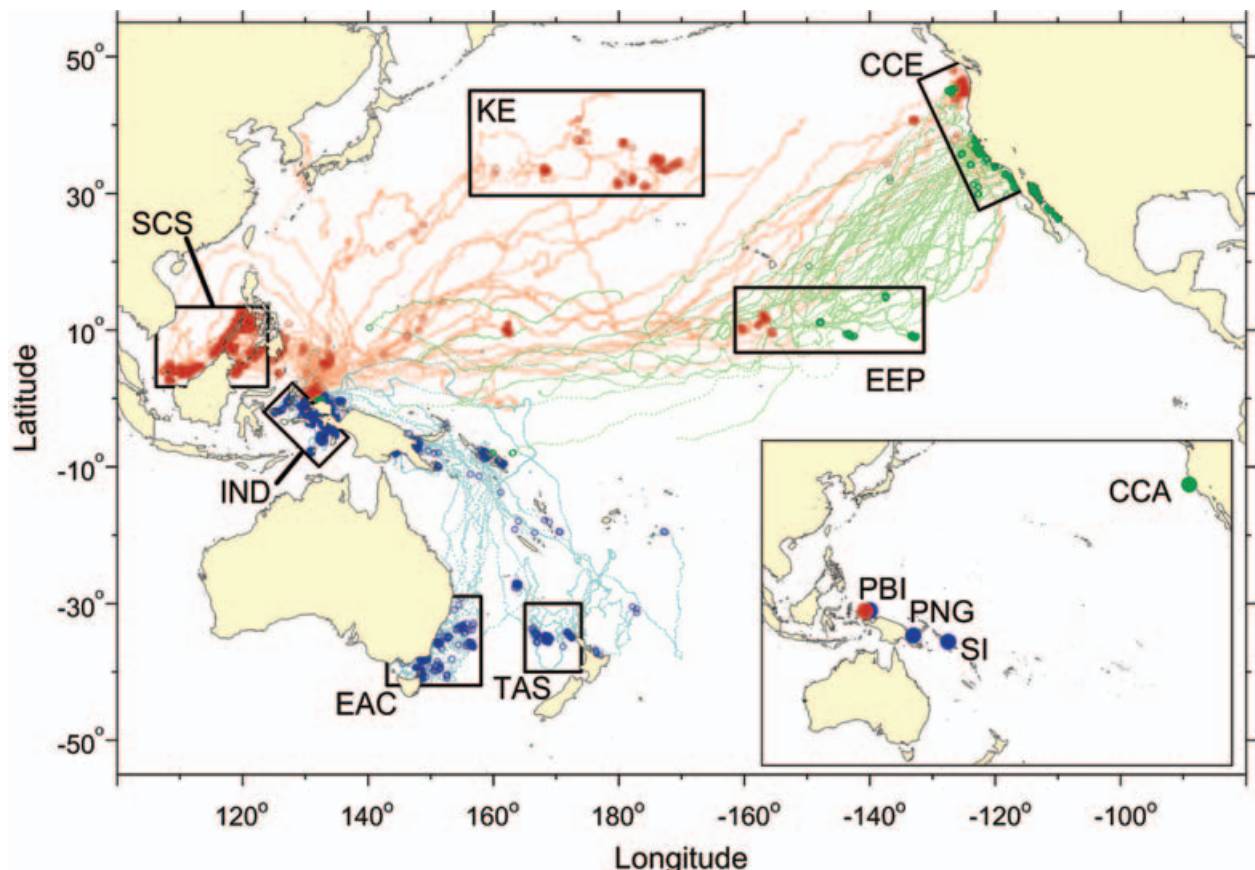 50°
30°
10°
-10°
-30°
-50°
Latitude
SCS
KE
CCE
EEP
IND
EAC
TAS
CCA
PBI
PNG
SI
120° 140° 160° 180° -160° -140° -120° -100°
Longitude